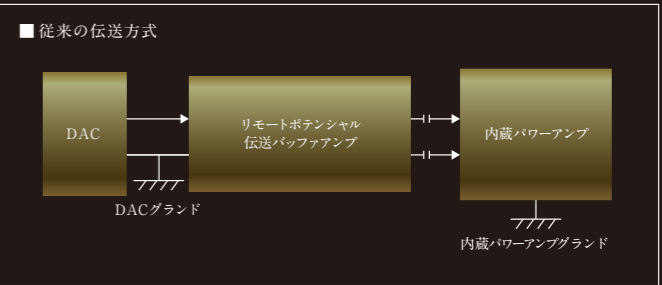 ■従来の伝送方式
DAC
リモートポテンシャル
伝送バッファアンプ
内蔵パワーアンプ
DACグランド
内蔵パワーアンプグランド